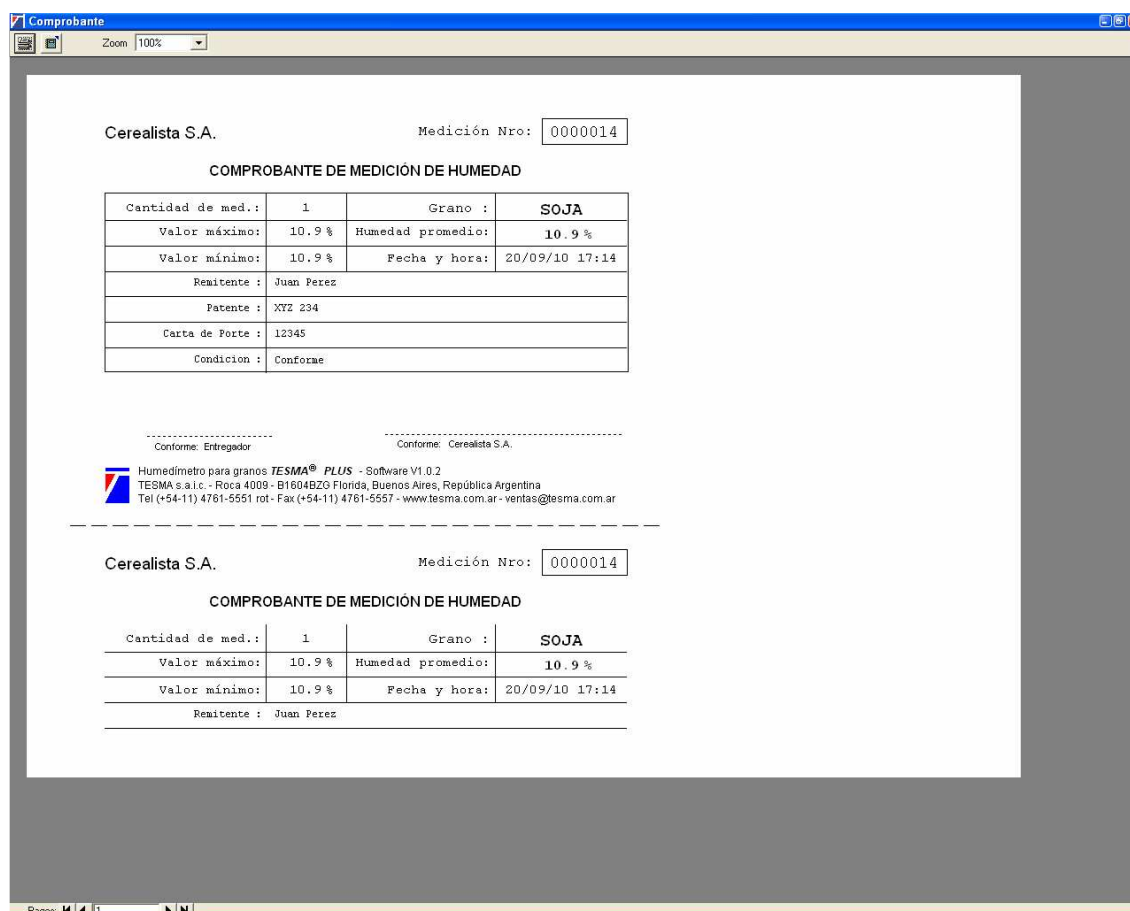 Comprobante
Zoom 100%
Cerealista S.A. Medición Nro: 0000014
COMPROBANTE DE MEDICIÓN DE HUMEDAD
Cantidad de med.: 1 Grano : SOJA
Valor máximo: 10.9 % Humedad promedio: 10.9 %
Valor mínimo: 10.9 % Fecha y hora: 20/09/10 17:14
Remitente : Juan Perez
Patente : XYZ 234
Carta de Porte : 12345
Condicion : Conforme
Conforme: Entregador Conforme: Cerealista S.A.
Humedímetro para granos TESMA® PLUS - Software V1.0.2
TESMA s.a.i.c. - Roca 4009 - B1604BZG Florida, Buenos Aires, República Argentina
Tel (+54-11) 4761-5551 rot - Fax (+54-11) 4761-5557 - www.tesma.com.ar - ventas@tesma.com.ar
Cerealista S.A. Medición Nro: 0000014
COMPROBANTE DE MEDICIÓN DE HUMEDAD
Cantidad de med.: 1 Grano : SOJA
Valor máximo: 10.9 % Humedad promedio: 10.9 %
Valor mínimo: 10.9 % Fecha y hora: 20/09/10 17:14
Remitente : Juan Perez
Pages: 1